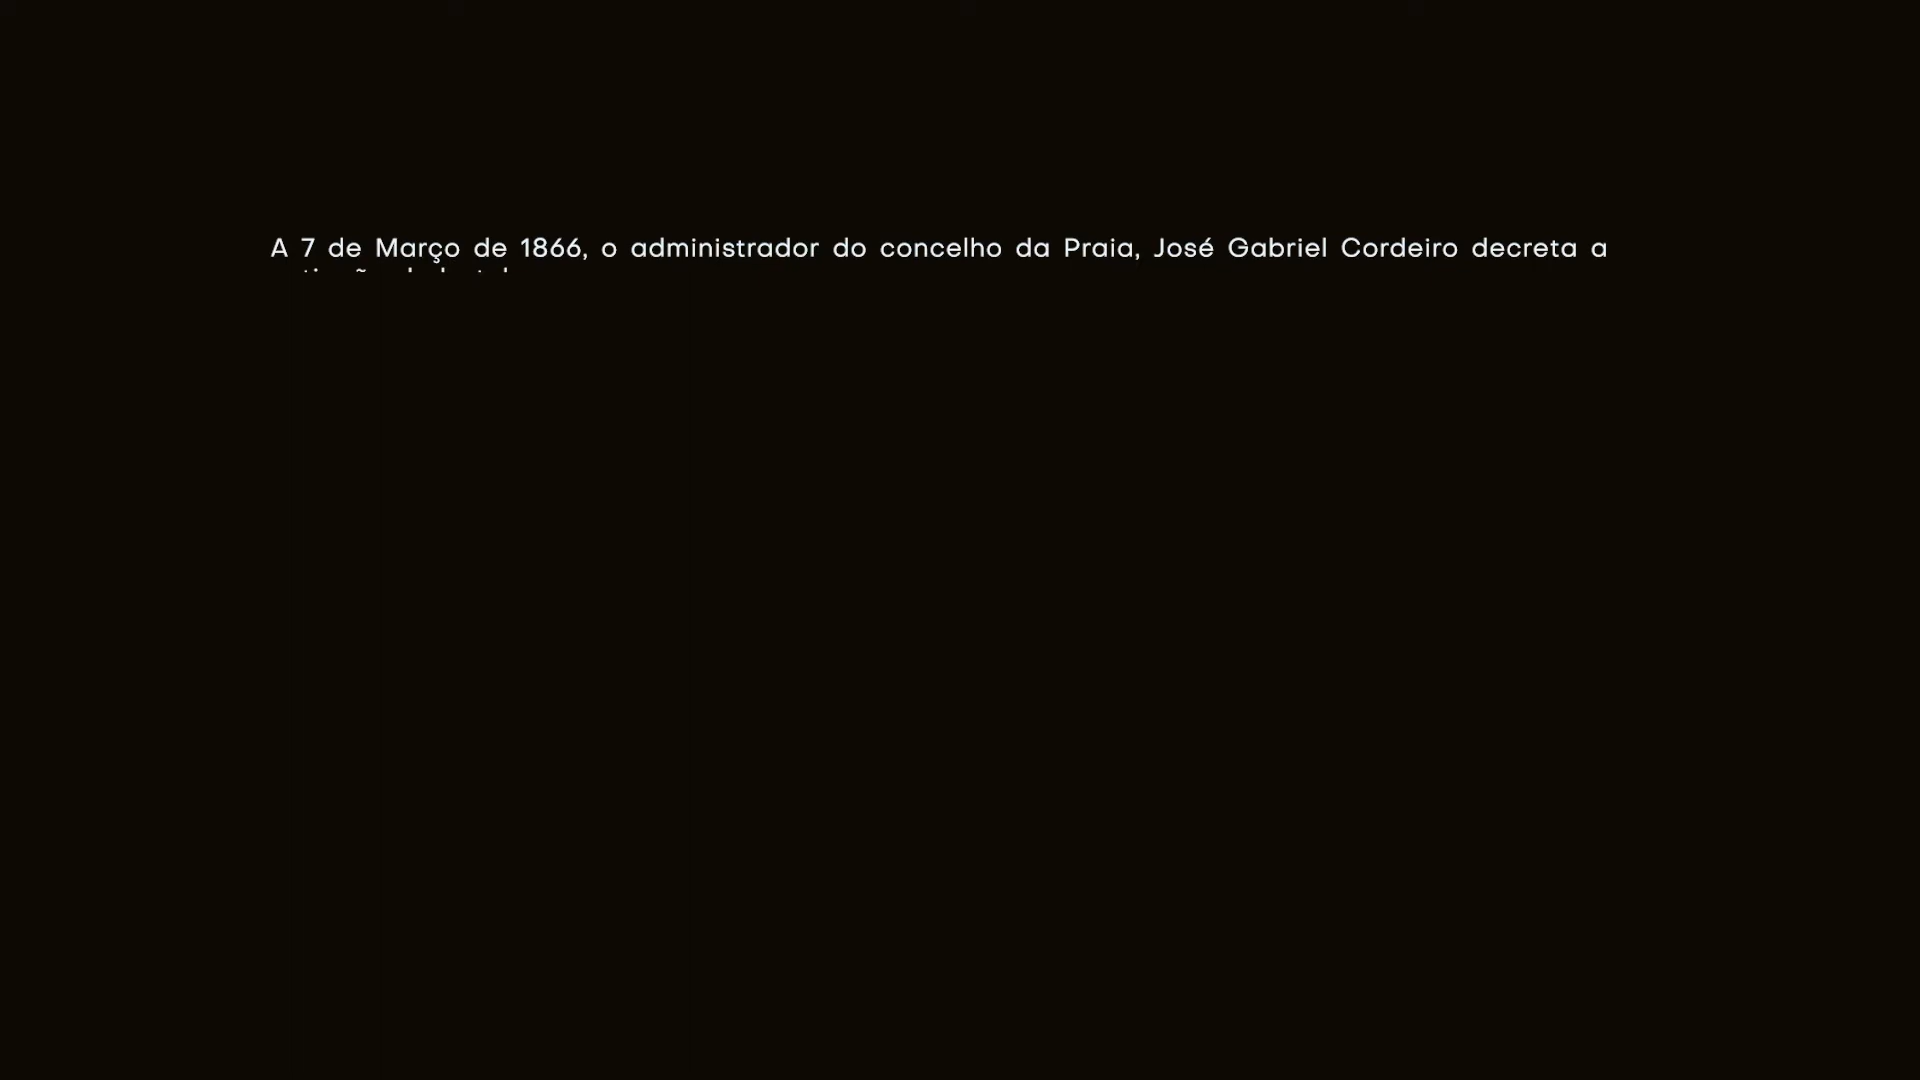 A 7 de Março de 1866, o administrador do concelho da Praia, José Gabriel Cordeiro decreta a